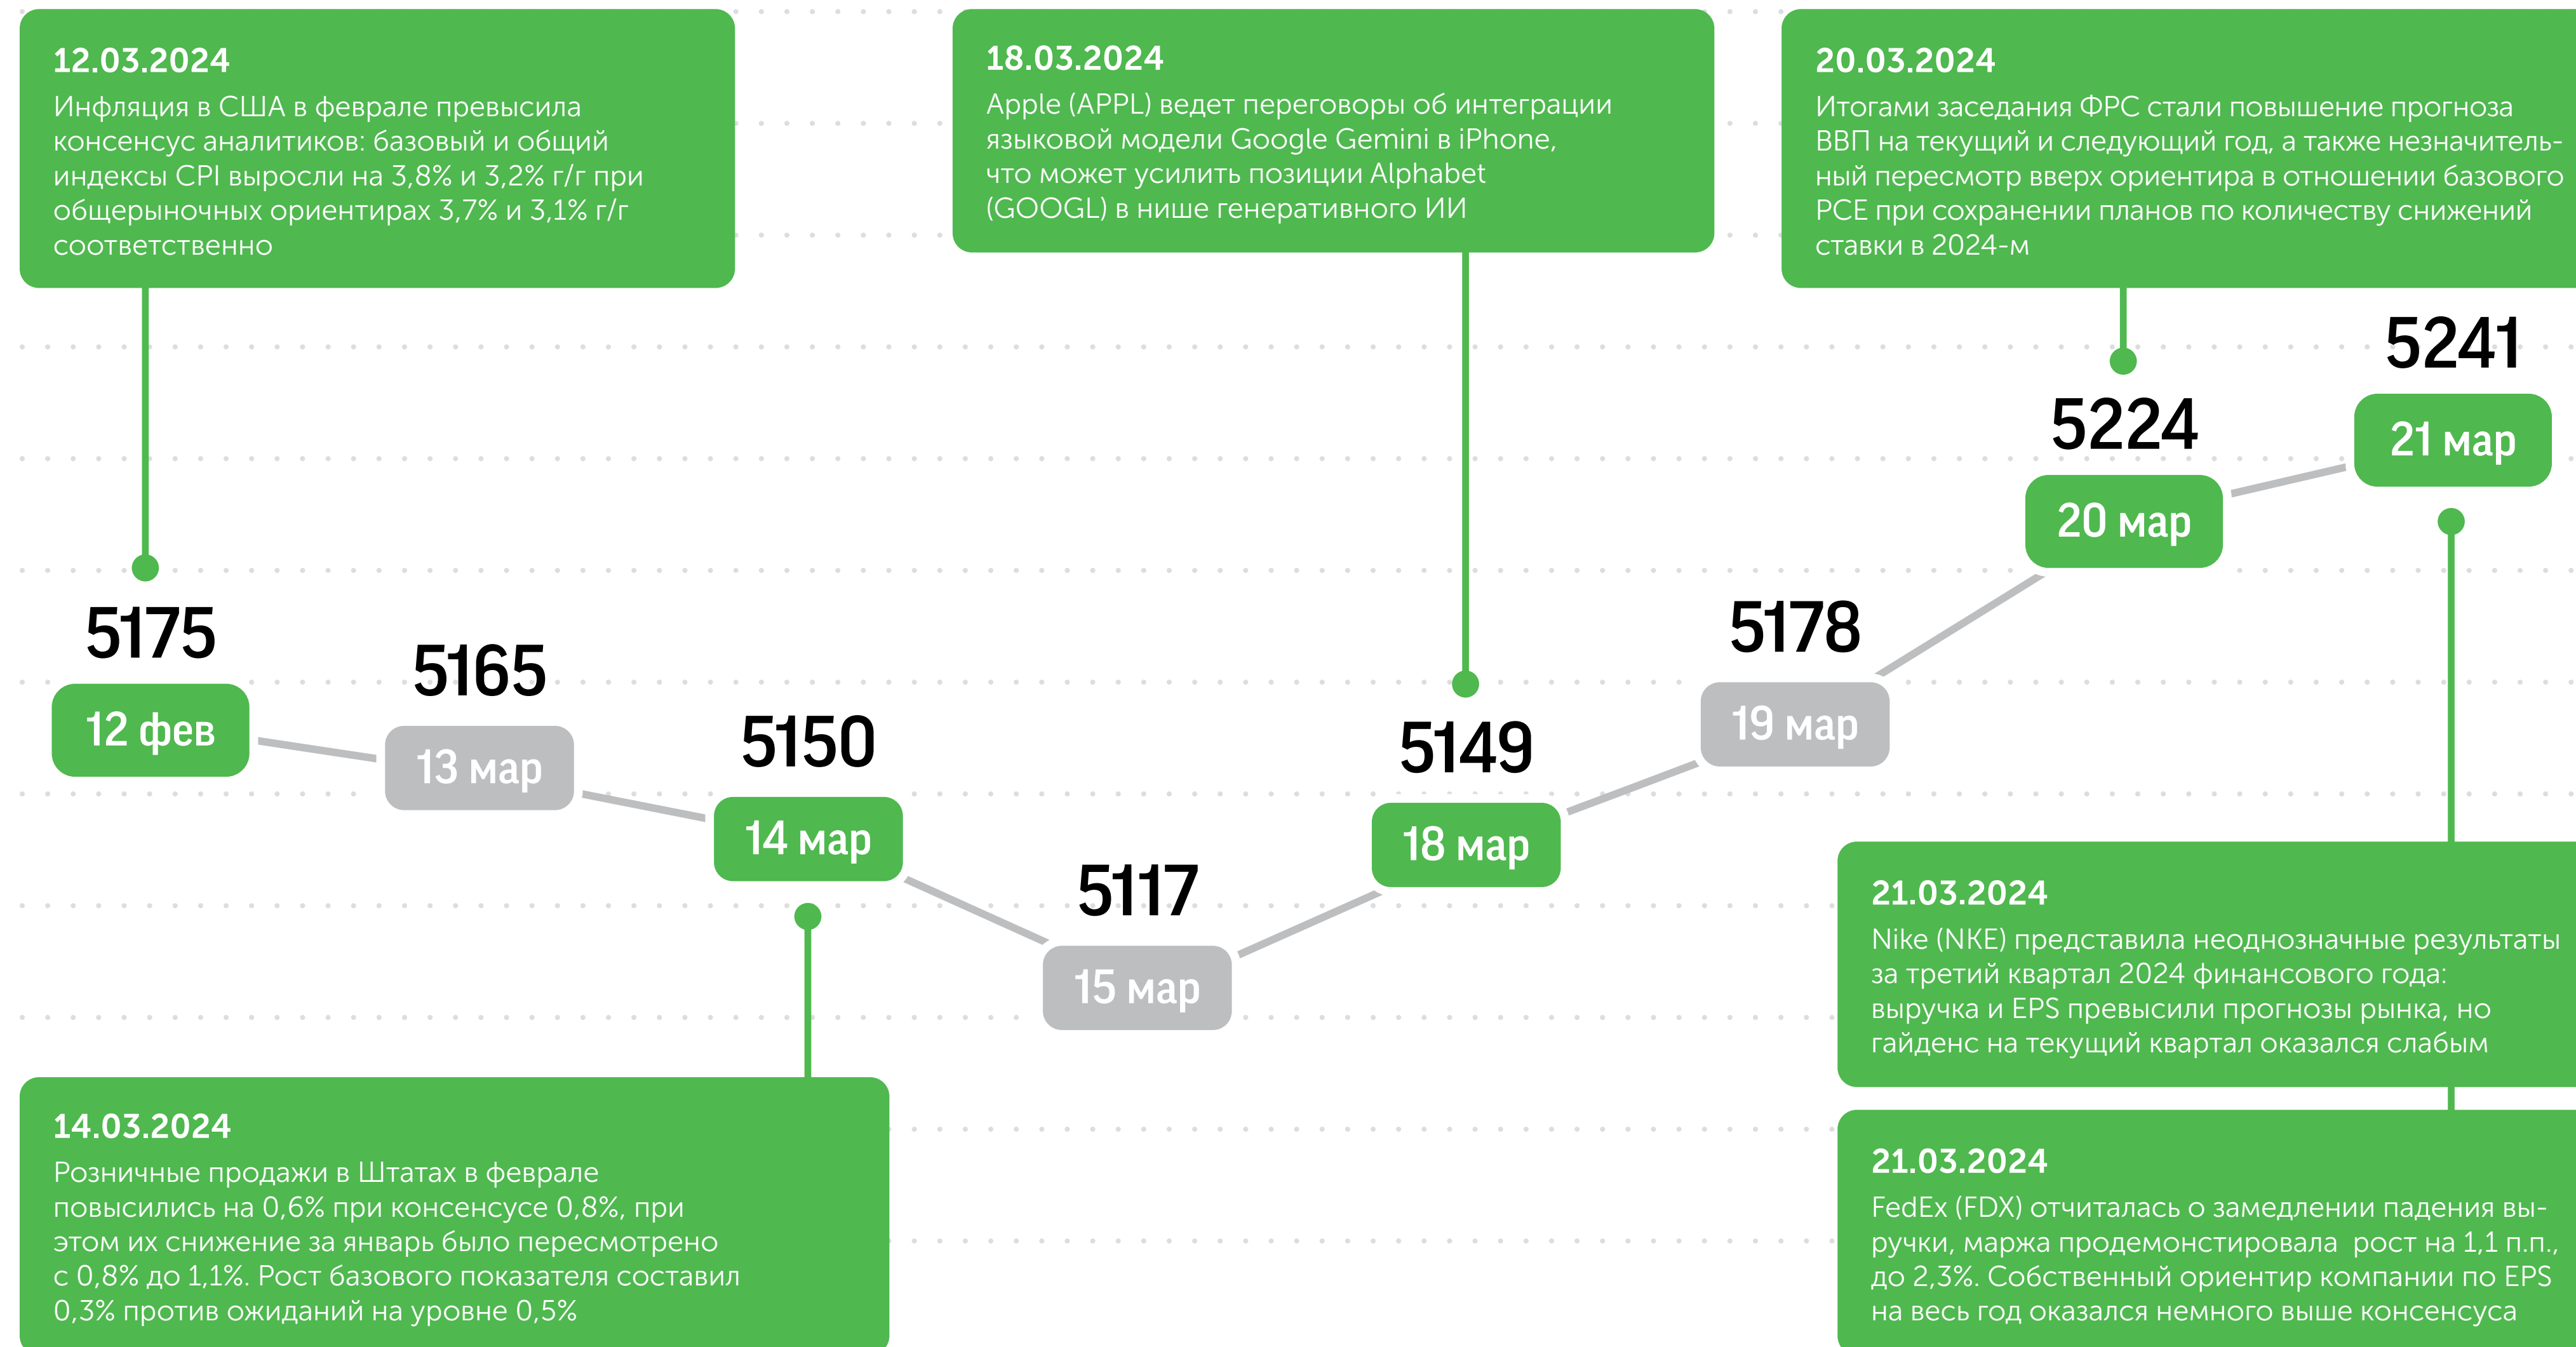 12.03.2024
Инфляция в США в феврале превысила
консенсус аналитиков: базовый и общий
индексы CPI выросли на 3,8% и 3,2% г/г при
общерыночных ориентирах 3,7% и 3,1% г/г
соответственно
18.03.2024
Apple (APPL) ведет переговоры об интеграции
языковой модели Google Gemini в iPhone,
что может усилить позиции Alphabet
(GOOGL) в нише генеративного ИИ
20.03.2024
Итогами заседания ФРС стали повышение прогноза
ВВП на текущий и следующий год, а также незначитель-
ный пересмотр вверх ориентира в отношении базового
PCE при сохранении планов по количеству снижений
ставки в 2024-м
5175
12 фев
5165
13 мар
5150
14 мар
5117
15 мар
5149
18 мар
5178
19 мар
5224
20 мар
5241
21 мар
14.03.2024
Розничные продажи в Штатах в феврале
повысились на 0,6% при консенсусе 0,8%, при
этом их снижение за январь было пересмотрено
с 0,8% до 1,1%. Рост базового показателя составил
0,3% против ожиданий на уровне 0,5%
21.03.2024
Nike (NKE) представила неоднозначные результаты
за третий квартал 2024 финансового года:
выручка и EPS превысили прогнозы рынка, но
гайденс на текущий квартал оказался слабым
21.03.2024
FedEx (FDX) отчиталась о замедлении падения вы-
ручки, маржа продемонстировала рост на 1,1 п.п.,
до 2,3%. Собственный ориентир компании по EPS
на весь год оказался немного выше консенсуса